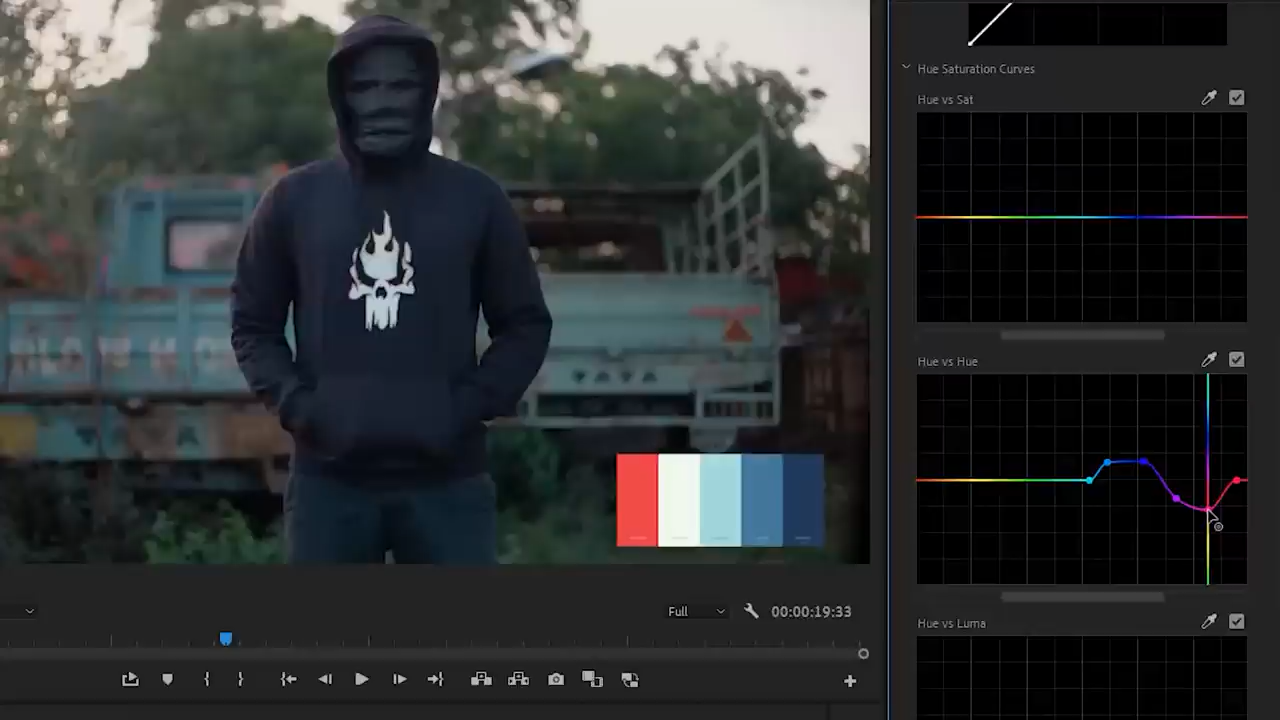 Hue Saturation Curves
Hue vs Sat
Hue vs Hue
Full
00:00:19:33
Hue vs Luma